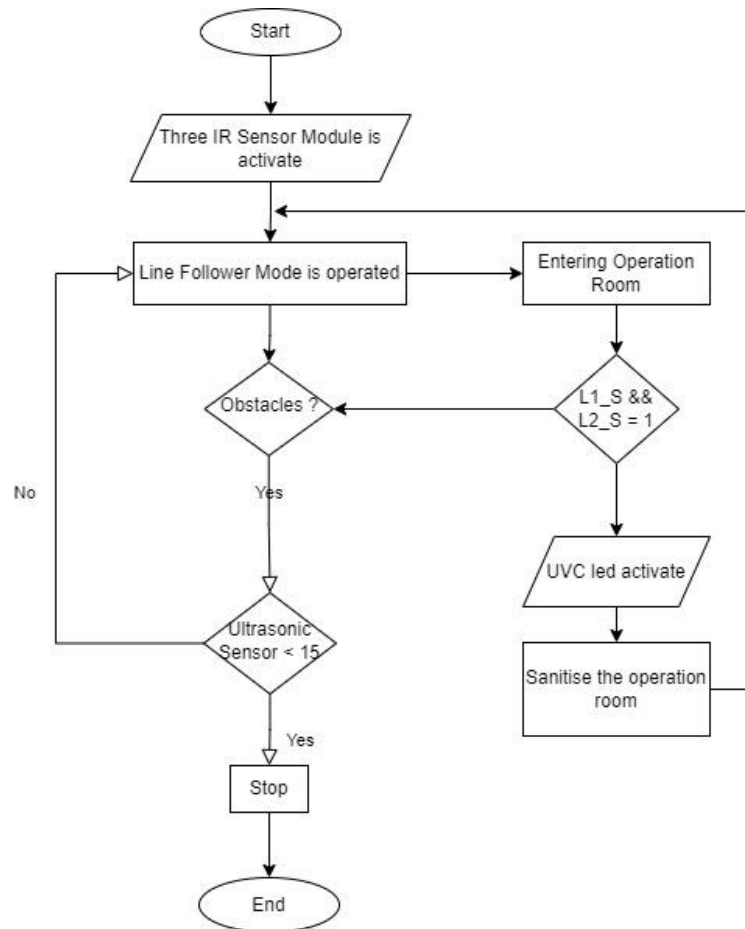 Start
Three IR Sensor Module is
activate
Line Follower Mode is operated
Entering Operation
Room
Obstacles ?
L1_S &&
L2_S = 1
No
Yes
UVC led activate
Ultrasonic
Sensor < 15
Sanitise the operation
room
Yes
Stop
End